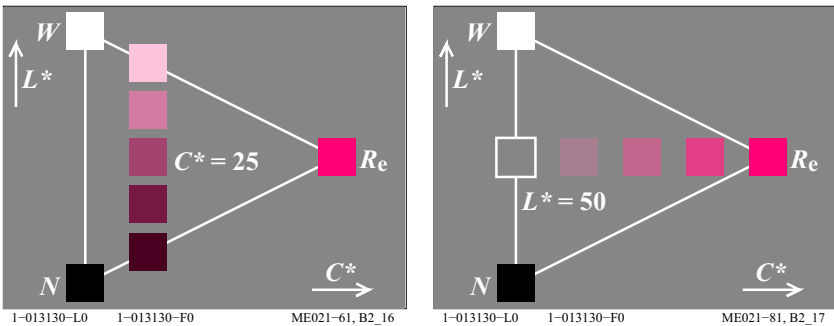 W
L*
C* = 25
Re
N
C*
1−013130−L0 1−013130−F0 ME021−61, B2_16
W
L*
Re
L* = 50
N
C*
1−013130−L0 1−013130−F0 ME021−81, B2_17